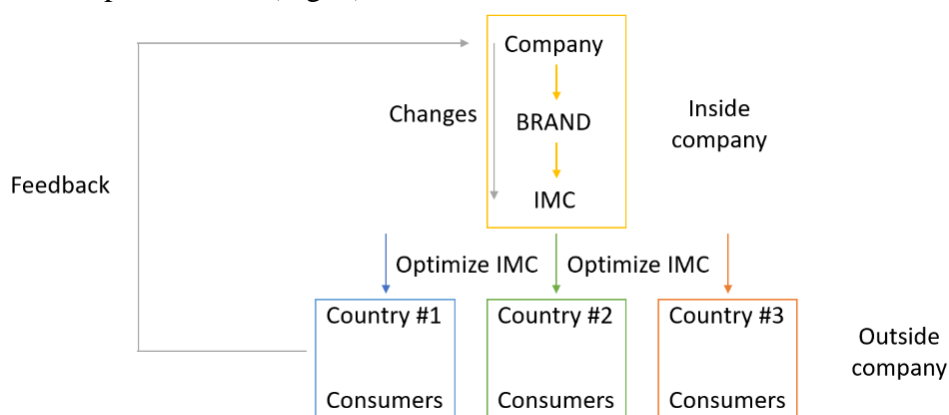 Company
Changes
BRAND
Inside
company
Feedback
IMC
Optimize IMC
Optimize IMC
Country #1
Country #2
Country #3
Outside
company
Consumers
Consumers
Consumers